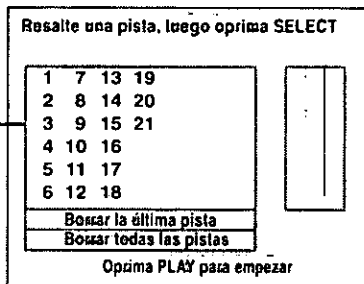 Resalte una pista, luego oprima SELECT
1 7 13 19
2 8 14 20
3 9 15 21
4 10 16
5 11 17
6 12 18
Borrar la última pista
Borrar todas las pistas
Oprima PLAY para empezar